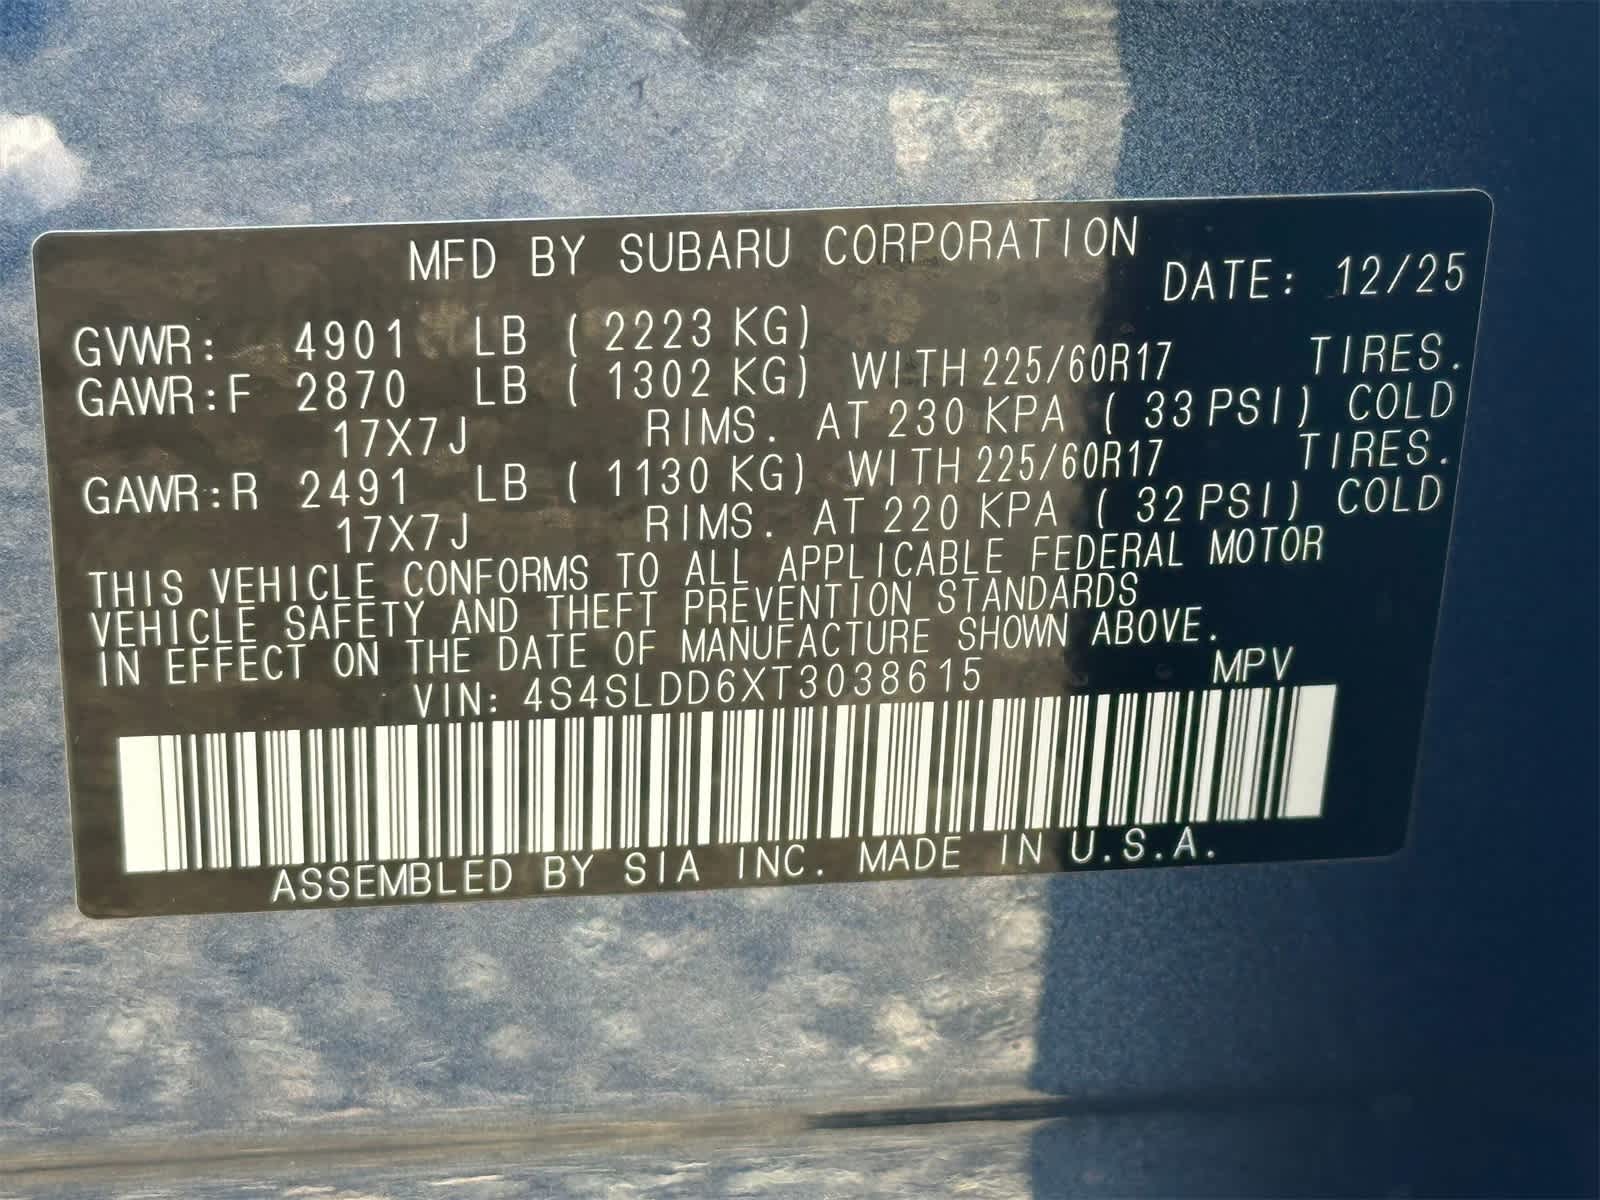 MFD BY SUBARU CORPORATION DATE: 12/25
GVWR: 4901 LB ( 2223 KG)
GAWR:F 2870 LB ( 1302 KG) WITH 225/60R17 TIRES.
17X7J RIMS. AT 230 KPA ( 33 PSI) COLD
GAWR:R 2491 LB ( 1130 KG) WITH 225/60R17 TIRES.
17X7J RIMS. AT 220 KPA ( 32 PSI) COLD
THIS VEHICLE CONFORMS TO ALL APPLICABLE FEDERAL MOTOR
VEHICLE SAFETY AND THEFT PREVENTION STANDARDS
IN EFFECT ON THE DATE OF MANUFACTURE SHOWN ABOVE.
VIN: 4S4SLDD6XT3038615 MPV
ASSEMBLED BY SIA INC. MADE IN U.S.A.